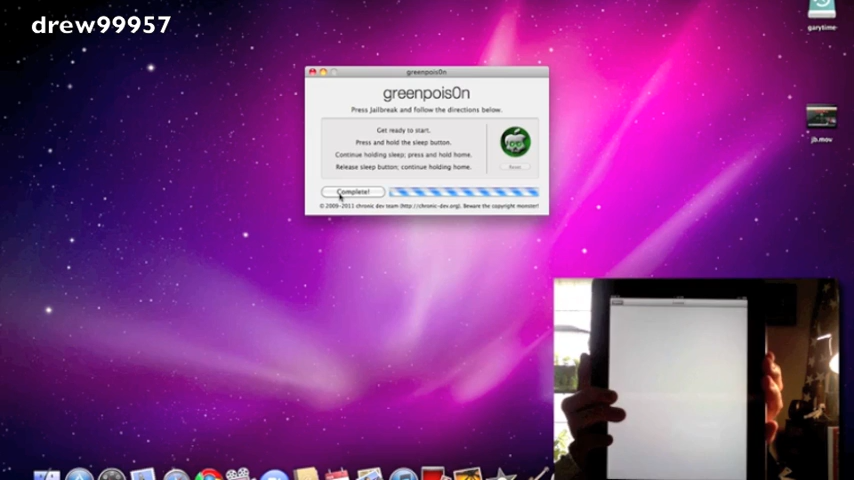 drew99957
garytime
greenpois0n
greenpois0n
Press Jailbreak and follow the directions below.
Get ready to start.
Press and hold the sleep button.
Continue holding sleep; press and hold home.
Release sleep button; continue holding home.
Reset
Complete!
© 2009-2011 chronic dev team (http://chronic-dev.org). Beware the copyright monster!
jb.mov